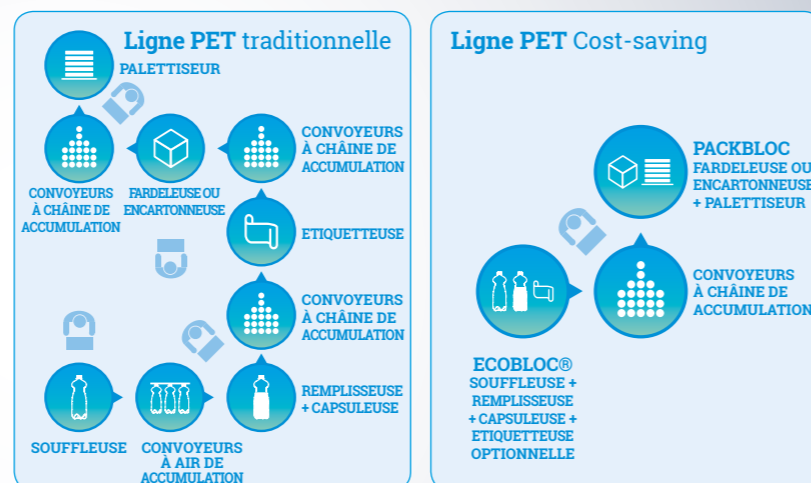 Ligne PET traditionnelle
PALETTISEUR
CONVOYEURS
À CHÂINE DE
ACCUMULATION
FARDELEUSE OU
ENCARTONNEUSE
CONVOYEURS
À CHÂINE DE
ACCUMULATION
ETIQUETTEUSE
CONVOYEURS
À CHÂINE DE
ACCUMULATION
REMPLISSEUSE
+ CAPSULEUSE
SOUFFLEUSE
CONVOYEURS
À AIR DE
ACCUMULATION
Ligne PET Cost-saving
PACKBLOC
FARDELEUSE OU
ENCARTONNEUSE
+ PALETTISEUR
CONVOYEURS
À CHÂINE DE
ACCUMULATION
ECOBLOC®
SOUFFLEUSE +
REMPLISSEUSE
+ CAPSULEUSE +
ETIQUETTEUSE
OPTIONNELLE